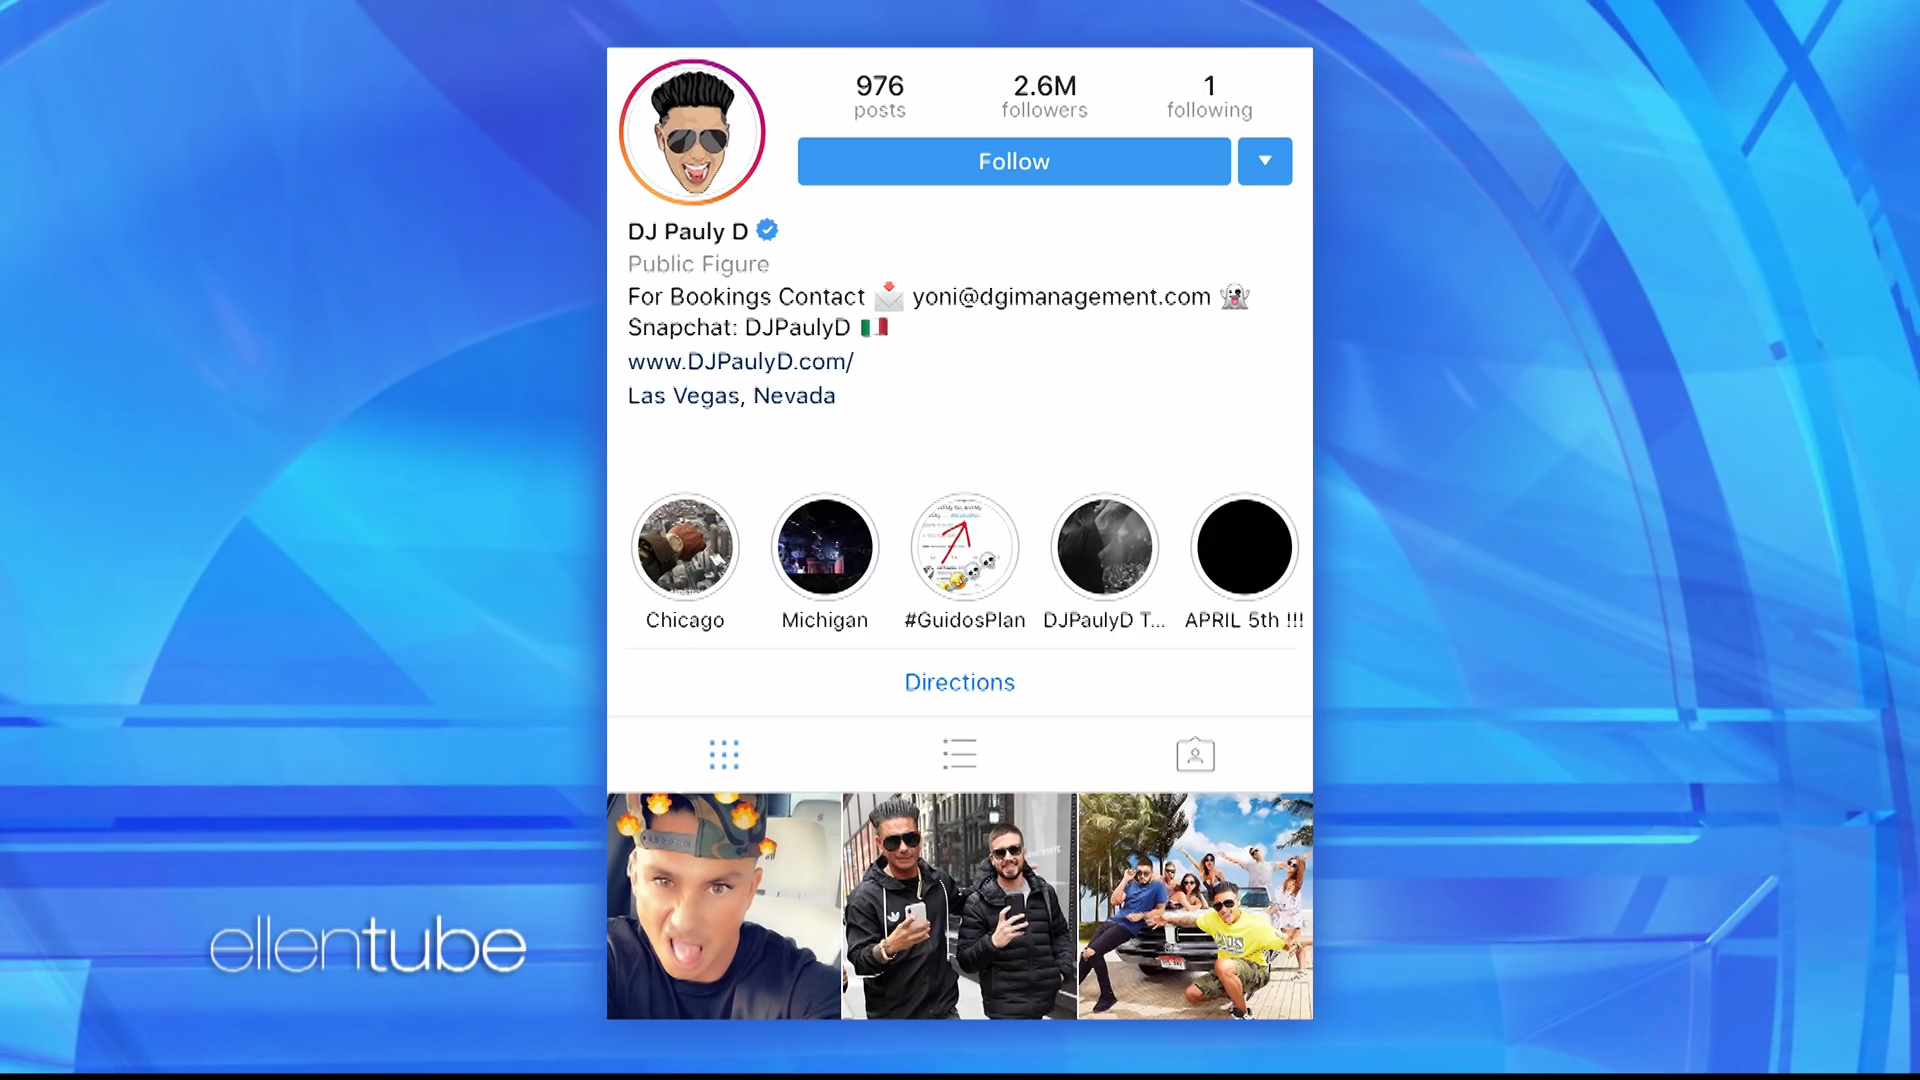 976 2.6M 1
posts followers following
Follow
DJ Pauly D
Public Figure
For Bookings Contact 📩 yoni@dgimanagement.com 👻
Snapchat: DJPaulyD 🇮🇹
www.DJPaulyD.com/
Las Vegas, Nevada
Chicago Michigan #GuidosPlan DJPaulyD T... APRIL 5th !!!
Directions
ellentube